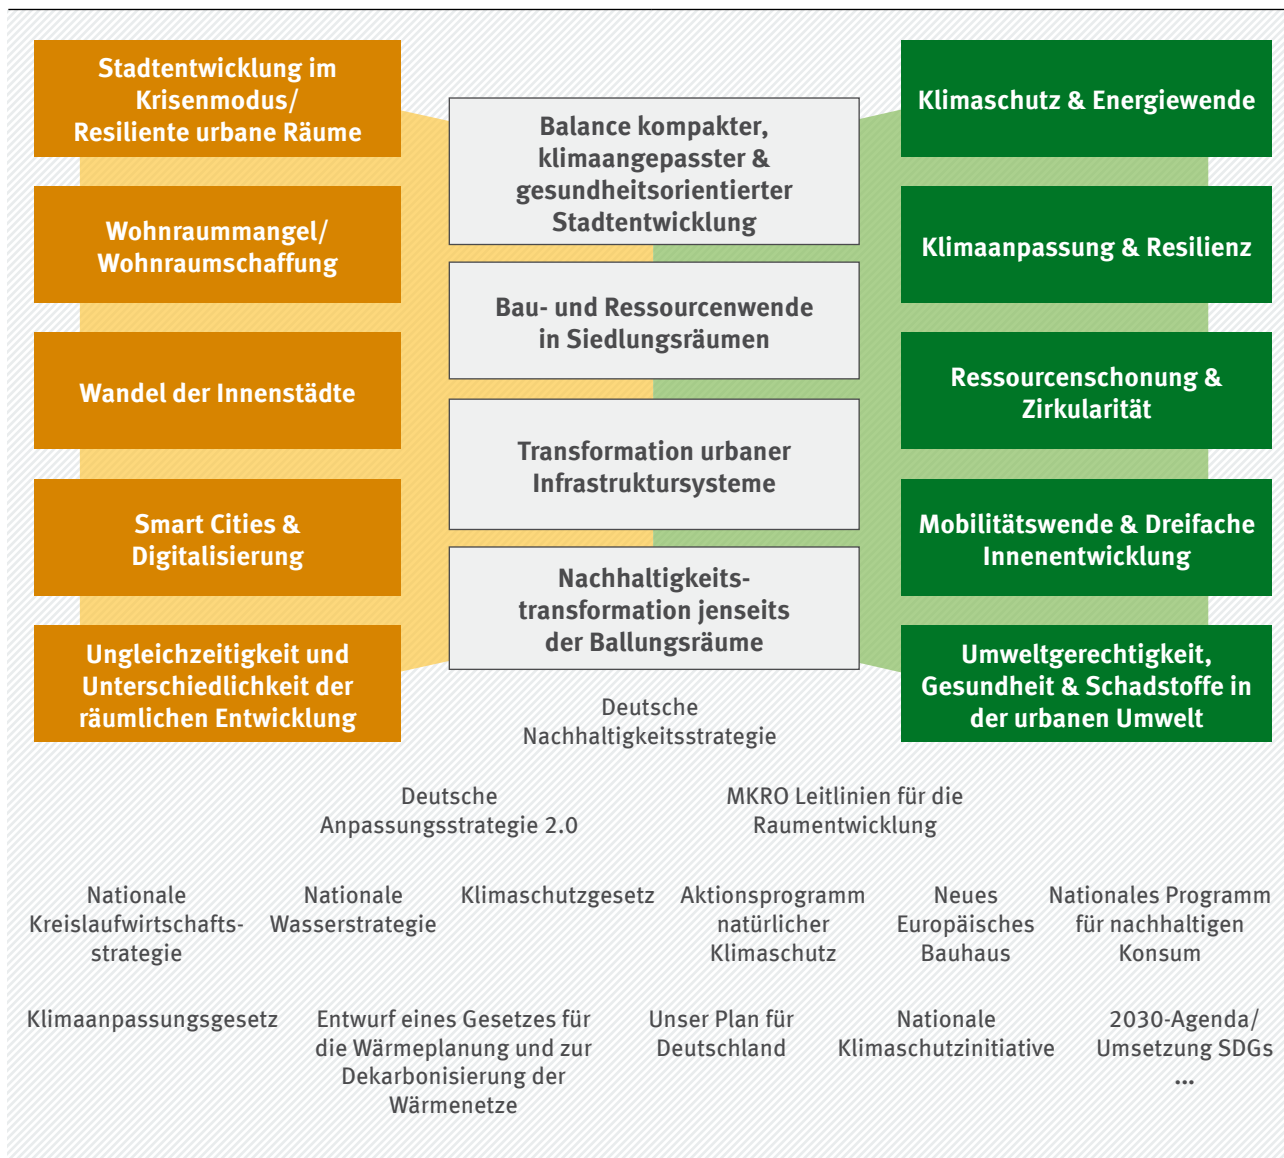 Stadtentwicklung im
Krisenmodus/
Resiliente urbane Räume
Wohnraummangel/
Wohnraumschaffung
Wandel der Innenstädte
Smart Cities &
Digitalisierung
Ungleichzeitigkeit und
Unterschiedlichkeit der
räumlichen Entwicklung
Balance kompakter,
klimaangepasster &
gesundheitsorientierter
Stadtentwicklung
Bau- und Ressourcenwende
in Siedlungsräumen
Transformation urbaner
Infrastruktursysteme
Nachhaltigkeits-
transformation jenseits
der Ballungsräume
Klimaschutz & Energiewende
Klimaanpassung & Resilienz
Ressourcenschonung &
Zirkularität
Mobilitätswende & Dreifache
Innenentwicklung
Umweltgerechtigkeit,
Gesundheit & Schadstoffe in
der urbanen Umwelt
Deutsche
Nachhaltigkeitsstrategie
Deutsche
Anpassungsstrategie 2.0
MKRO Leitlinien für die
Raumentwicklung
Nationale
Kreislaufwirtschafts-
strategie
Nationale
Wasserstrategie
Klimaschutzgesetz
Aktionsprogramm
natürlicher
Klimaschutz
Neues
Europäisches
Bauhaus
Nationales Programm
für nachhaltigen
Konsum
Klimaanpassungsgesetz
Entwurf eines Gesetzes für
die Wärmeplanung und zur
Dekarbonisierung der
Wärmenetze
Unser Plan für
Deutschland
Nationale
Klimaschutzinitiative
2030-Agenda/
Umsetzung SDGs
...